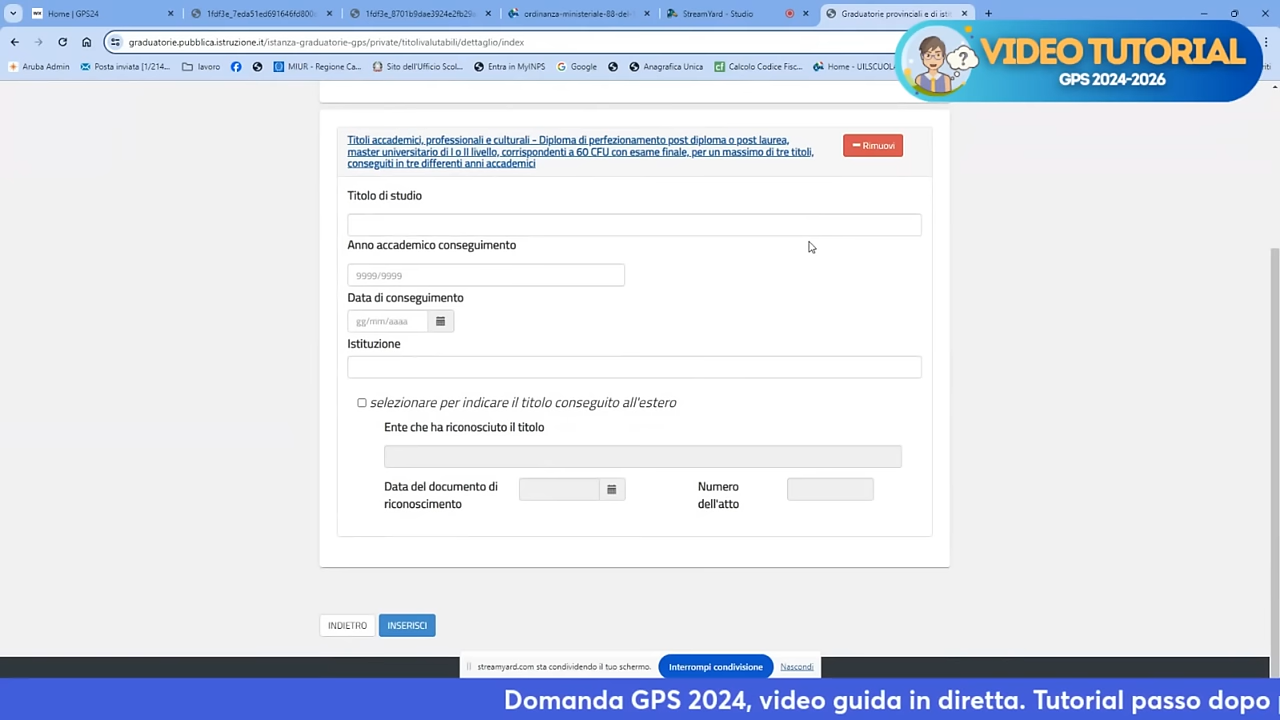 Home | GPS24
1fdf3e_7eda51ed691646fd800
1fdf3e_8701b9dae3924e2fb29
ordinanza-ministeriale-88-del-
StreamYard - Studio
Graduatorie provinciali e di isti
graduatorie.pubblica.istruzione.it/istanza-graduatorie-gps/private/titolivalutabili/dettaglio/index
Aruba Admin
Posta inviata [1/214...
lavoro
MIUR - Regione Ca...
Sito dell'Ufficio Scol...
Entra in MyINPS
Google
Anagrafica Unica
Calcolo Codice Fisc...
Home - UILSCUOL
VIDEO TUTORIAL
GPS 2024-2026
Titoli accademici, professionali e culturali - Diploma di perfezionamento post diploma o post laurea,
master universitario di I o II livello, corrispondenti a 60 CFU con esame finale, per un massimo di tre titoli,
conseguiti in tre differenti anni accademici
Rimuovi
Titolo di studio
Anno accademico conseguimento
9999/9999
Data di conseguimento
gg/mm/aaaa
Istituzione
selezionare per indicare il titolo conseguito all'estero
Ente che ha riconosciuto il titolo
Data del documento di
riconoscimento
Numero
dell'atto
INDIETRO
INSERISCI
streamyard.com sta condividendo il tuo schermo.
Interrompi condivisione
Nascondi
Domanda GPS 2024, video guida in diretta. Tutorial passo dopo